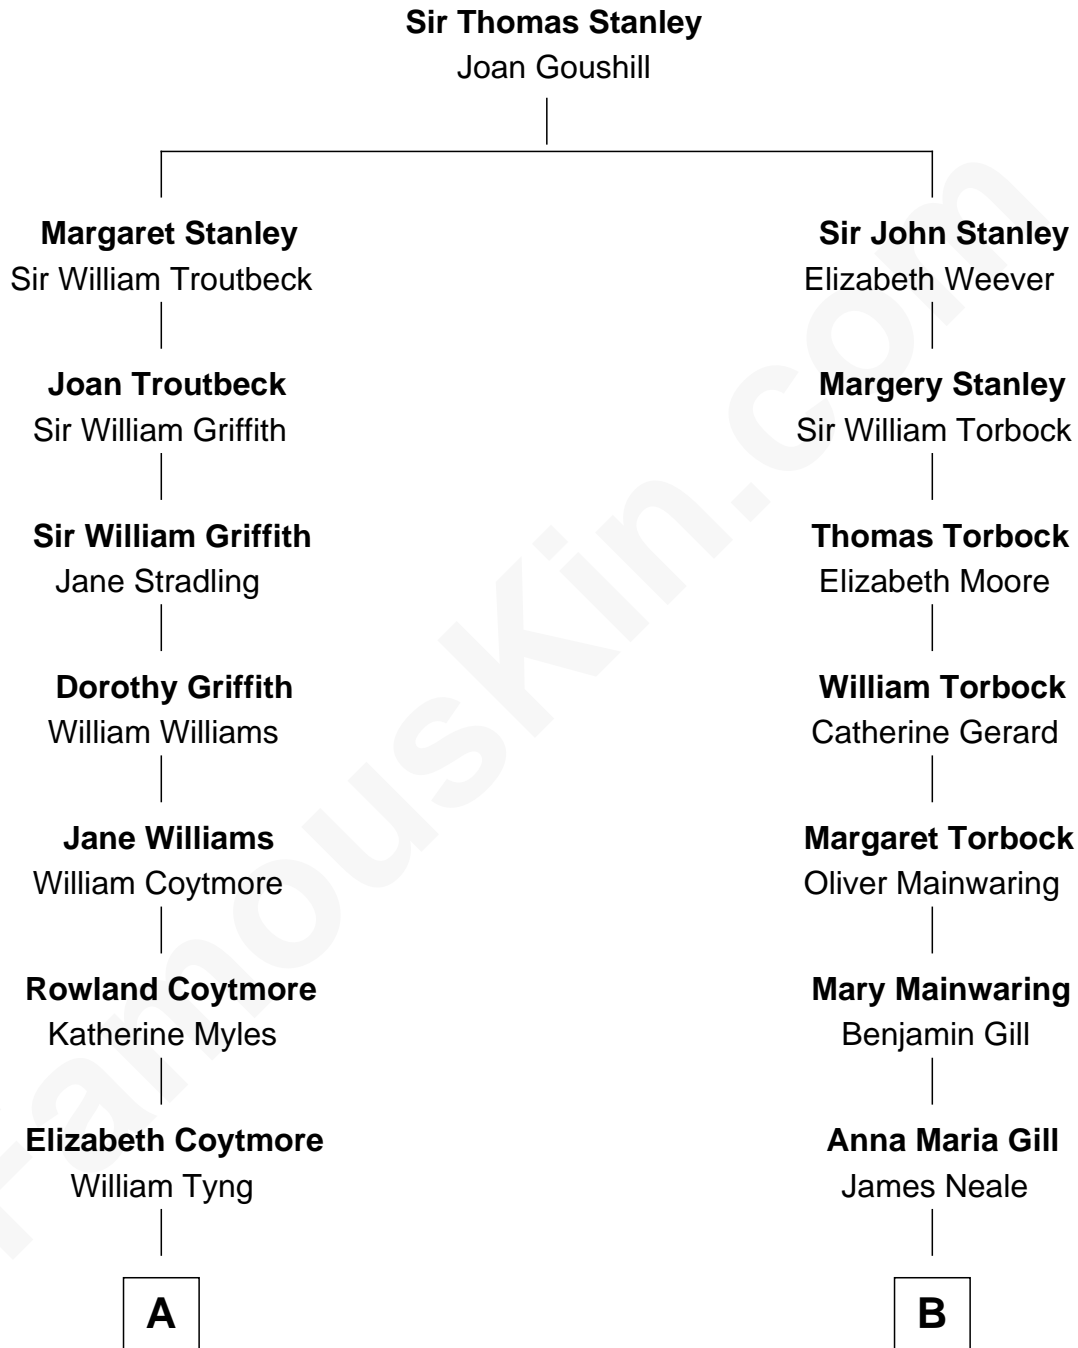 Sir Thomas Stanley
Joan Goushill
Margaret Stanley
Sir William Troutbeck
Sir John Stanley
Elizabeth Weever
Joan Troutbeck
Sir William Griffith
Margery Stanley
Sir William Torbock
Sir William Griffith
Jane Stradling
Thomas Torbock
Elizabeth Moore
Dorothy Griffith
William Williams
William Torbock
Catherine Gerard
Jane Williams
William Coytmore
Margaret Torbock
Oliver Mainwaring
Rowland Coytmore
Katherine Myles
Mary Mainwaring
Benjamin Gill
Elizabeth Coytmore
William Tyng
Anna Maria Gill
James Neale
A
B
FamousKin.com